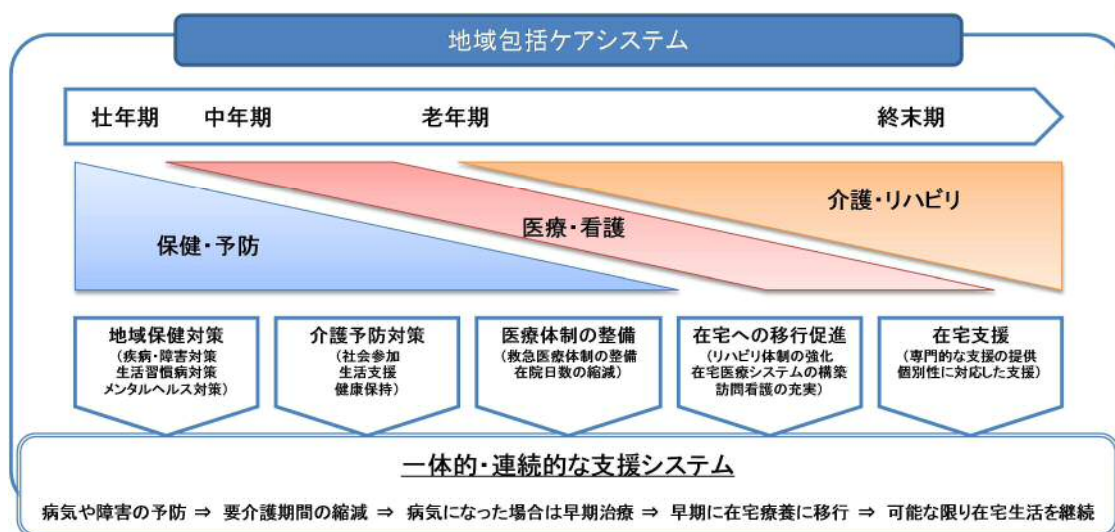 地域包括ケアシステム
壮年期
中年期
老年期
終末期
保健・予防
医療・看護
介護・リハビリ
地域保健対策
(疾病・障害対策
生活習慣病対策
メンタルヘルス対策)
介護予防対策
(社会参加
生活支援
健康保持)
医療体制の整備
(救急医療体制の整備
在院日数の縮減)
在宅への移行促進
(リハビリ体制の強化
在宅医療システムの構築
訪問看護の充実)
在宅支援
(専門的な支援の提供
個別性に対応した支援)
一体的・連続的な支援システム
病気や障害の予防 ⇒ 要介護期間の縮減 ⇒ 病気になった場合は早期治療 ⇒ 早期に在宅療養に移行 ⇒ 可能な限り在宅生活を継続